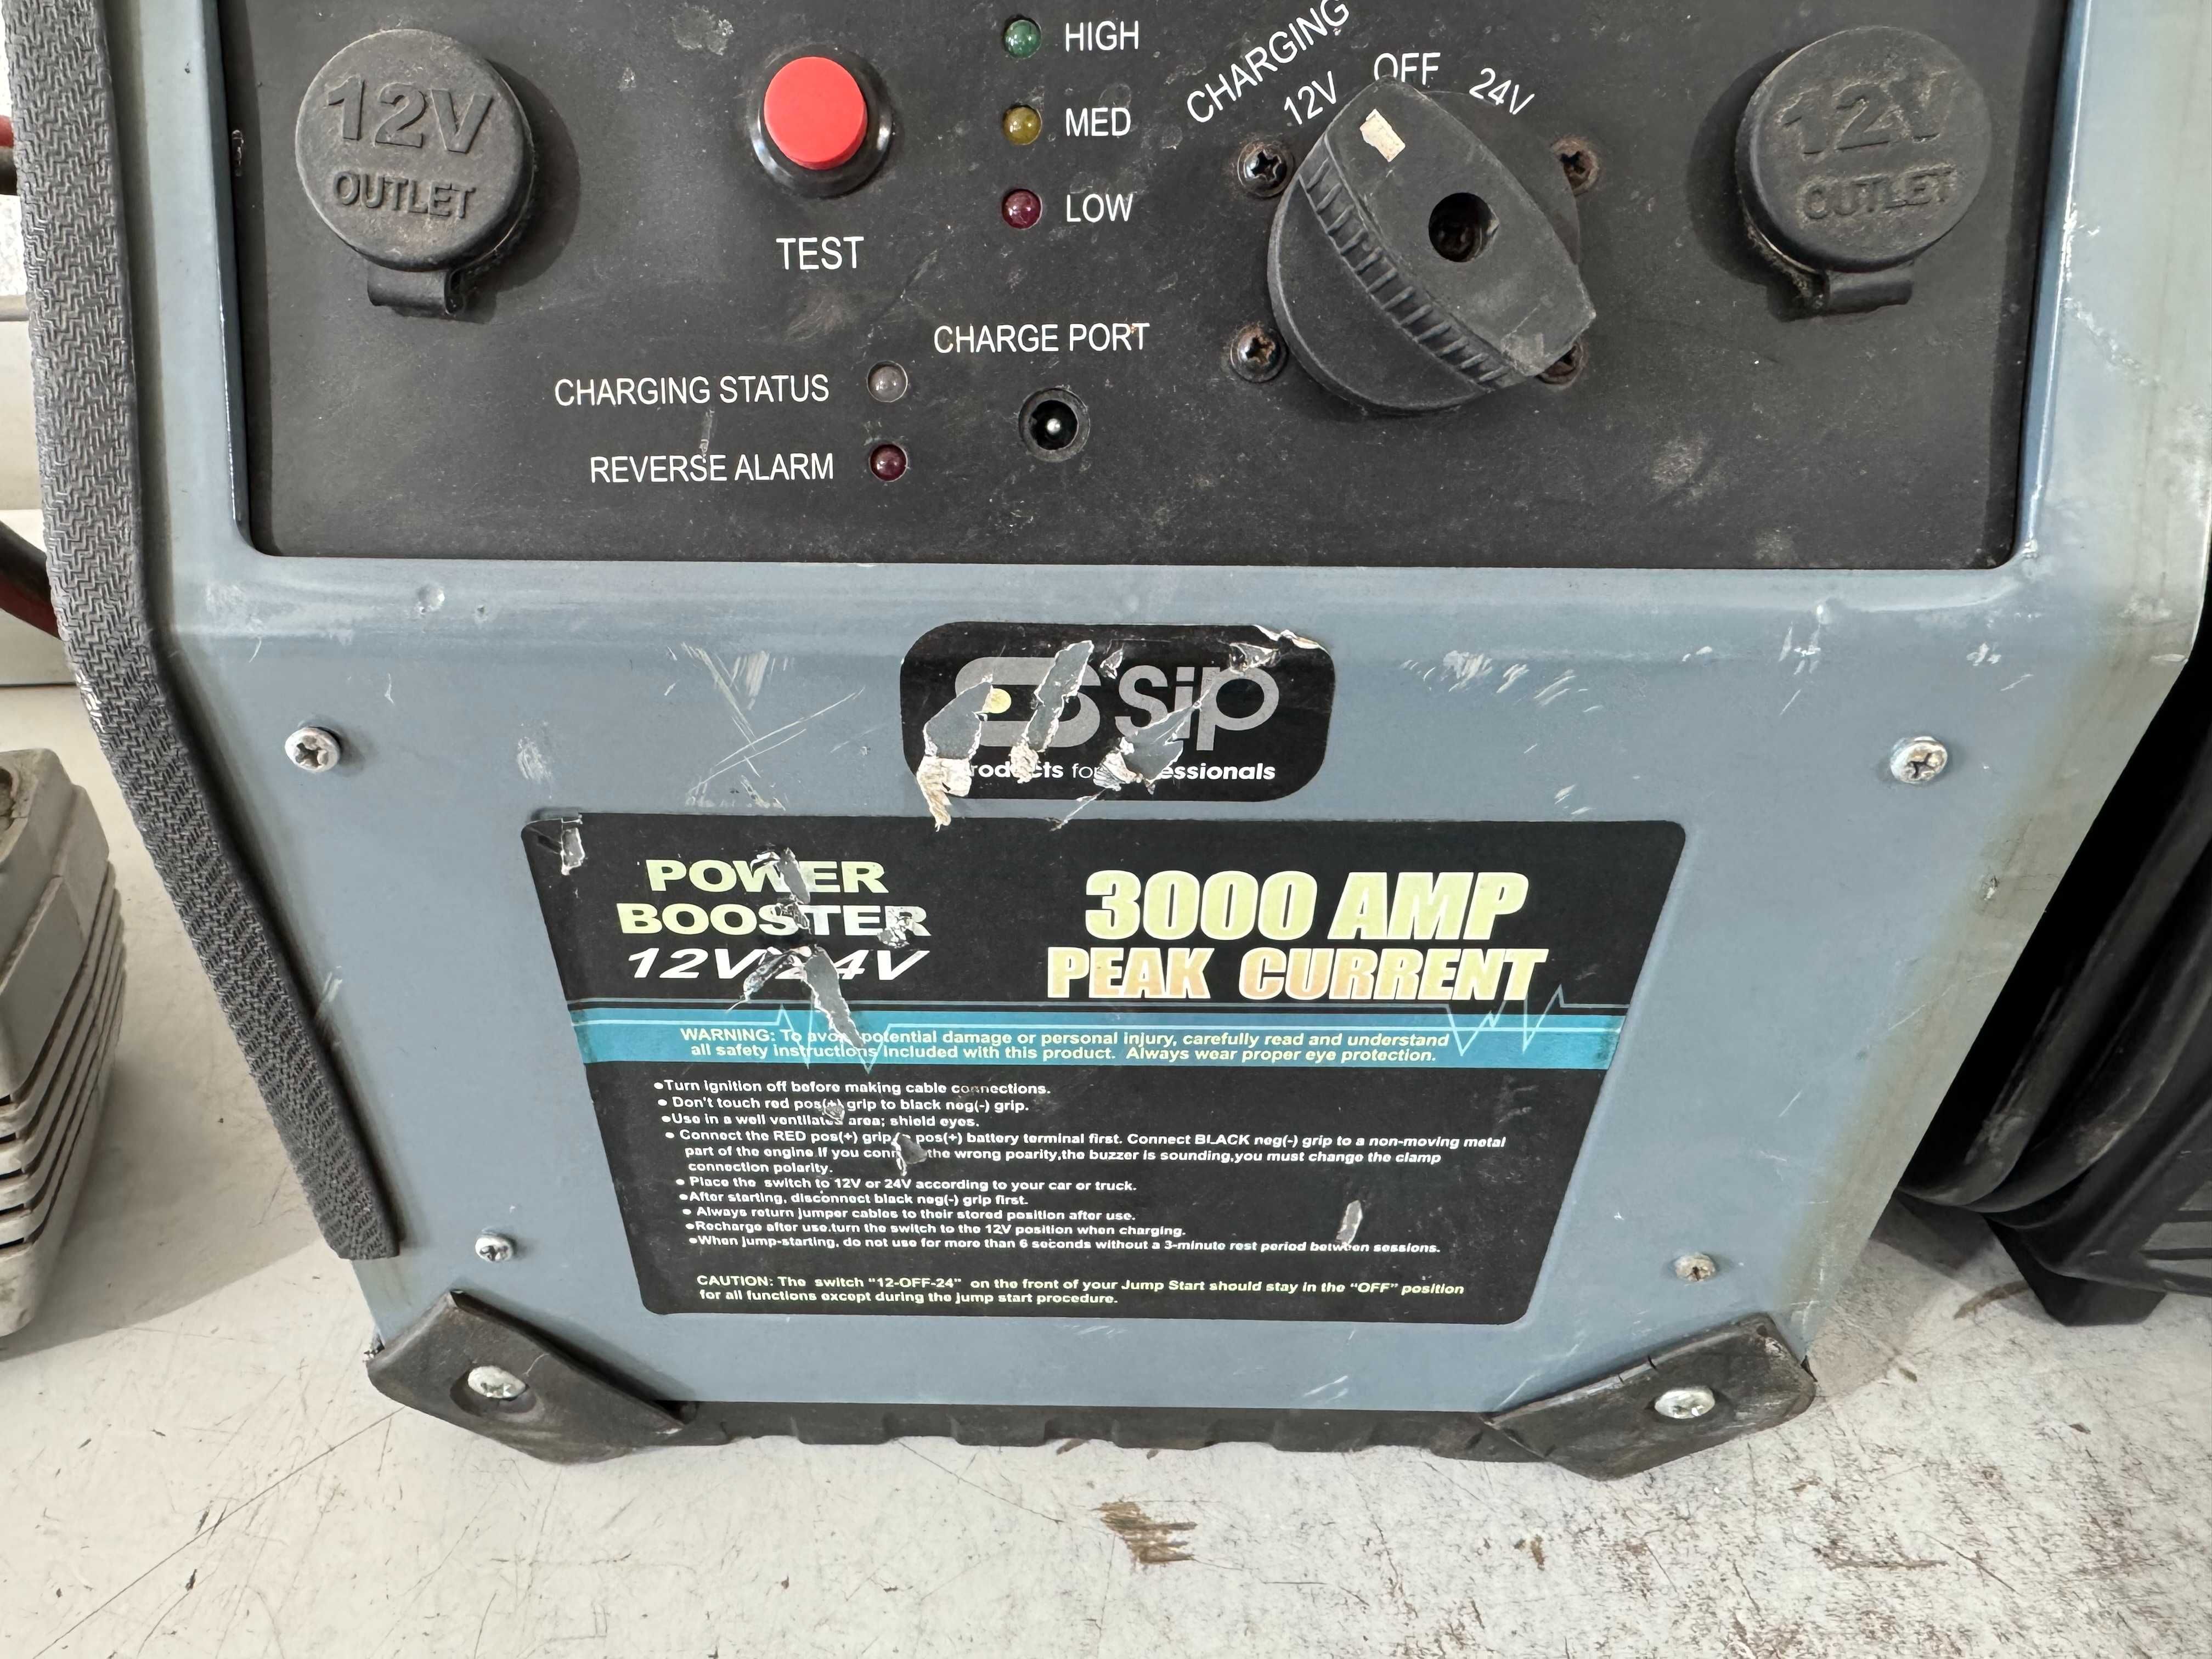 12V
OUTLET
TEST
HIGH
MED
LOW
CHARGING
12V
OFF
24V
12V
OUTLET
CHARGE PORT
CHARGING STATUS
REVERSE ALARM
sip
for
POWER
BOOSTER
12V/24V
3000 AMP
PEAK CURRENT
WARNING: To avoid potential damage or personal injury, carefully read and understand
all safety instructions included with this product. Always wear proper eye protection.
●Turn ignition off before making cable connections.
● Don't touch red pos(+) grip to black neg(-) grip.
●Use in a well ventilated area; shield eyes.
● Connect the RED pos(+) grip pos(+) battery terminal first. Connect BLACK neg(-) grip to a non-moving metal
part of the engine.If you the wrong poarity,the buzzer is sounding,you must change the clamp
connection polarity.
● Place the switch to 12V or 24V according to your car or truck.
●After starting, disconnect black neg(-) grip first.
● Always return jumper cables to their stored position after use.
●Recharge after use.turn the switch to the 12V position when charging.
●When jump-starting, do not use for more than 6 seconds without a 3-minute rest period between sessions.
CAUTION: The switch "12-OFF-24" on the front of your Jump Start should stay in the "OFF" position
for all functions except during the jump start procedure.